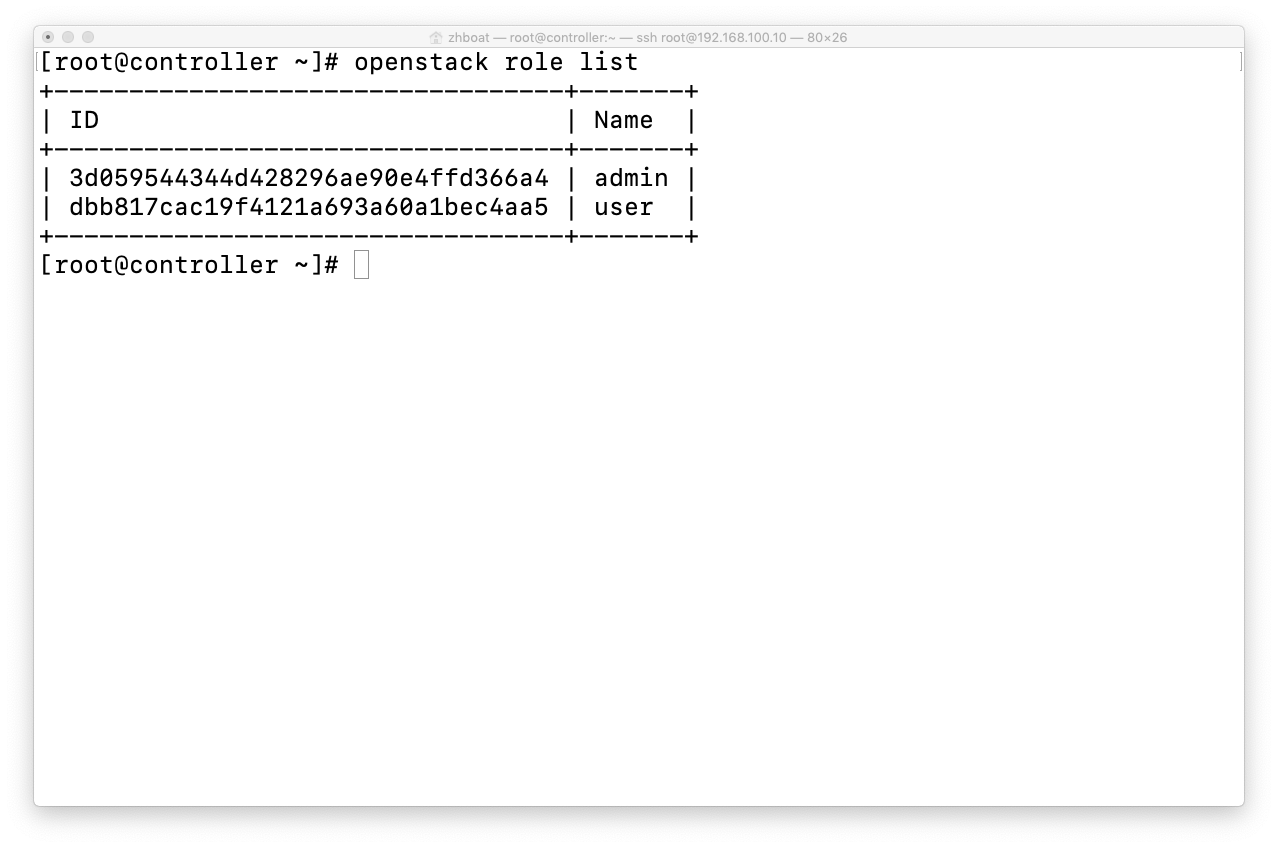 zhboat — root@controller:~ — ssh root@192.168.100.10 — 80×26
[root@controller ~]# openstack role list
+----------------------------------+-------+
| ID                               | Name  |
+----------------------------------+-------+
| 3d059544344d428296ae90e4ffd366a4 | admin |
| dbb817cac19f4121a693a60a1bec4aa5 | user  |
+----------------------------------+-------+
[root@controller ~]#